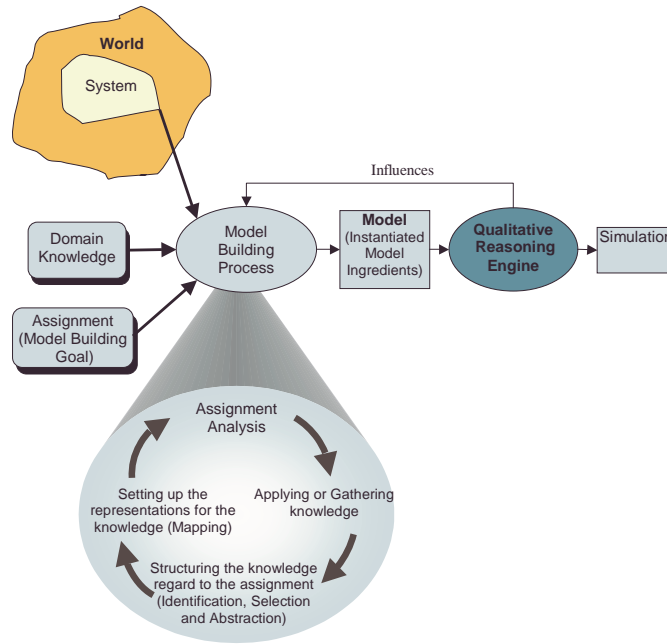 World
System
Influences
Domain
Knowledge
Model
Building
Process
Model
(Instantiated
Model
Ingredients)
Qualitative
Reasoning
Engine
Simulation
Assignment
(Model Building
Goal)
Assignment
Analysis
Setting up the
representations for the
knowledge (Mapping)
Applying or Gathering
knowledge
Structuring the knowledge
regard to the assignment
(Identification, Selection
and Abstraction)